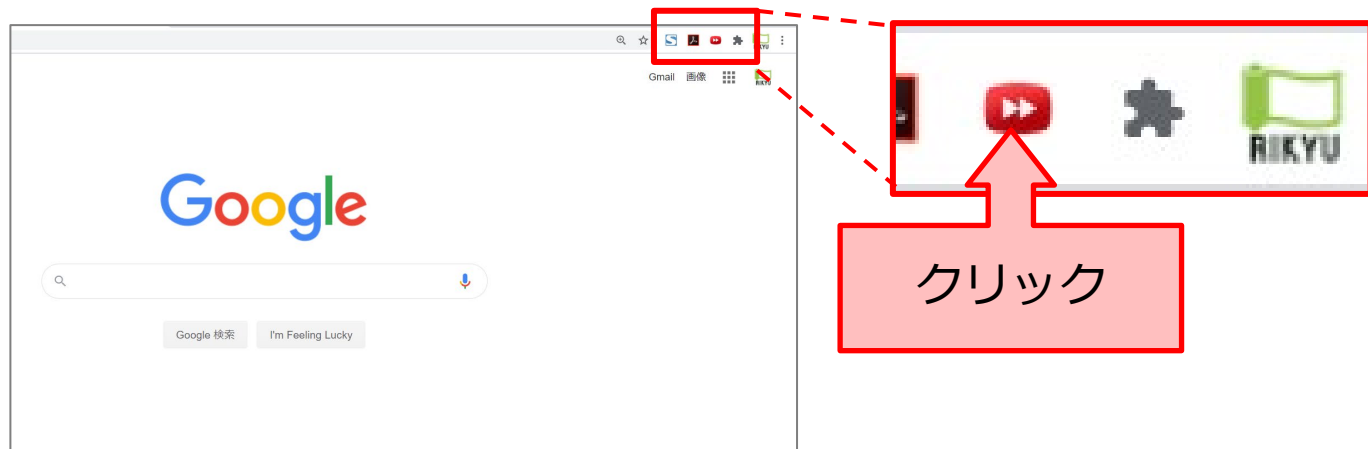 Gmail 画像
RIKYU
Google
Google 検索
I'm Feeling Lucky
RIKYU
クリック